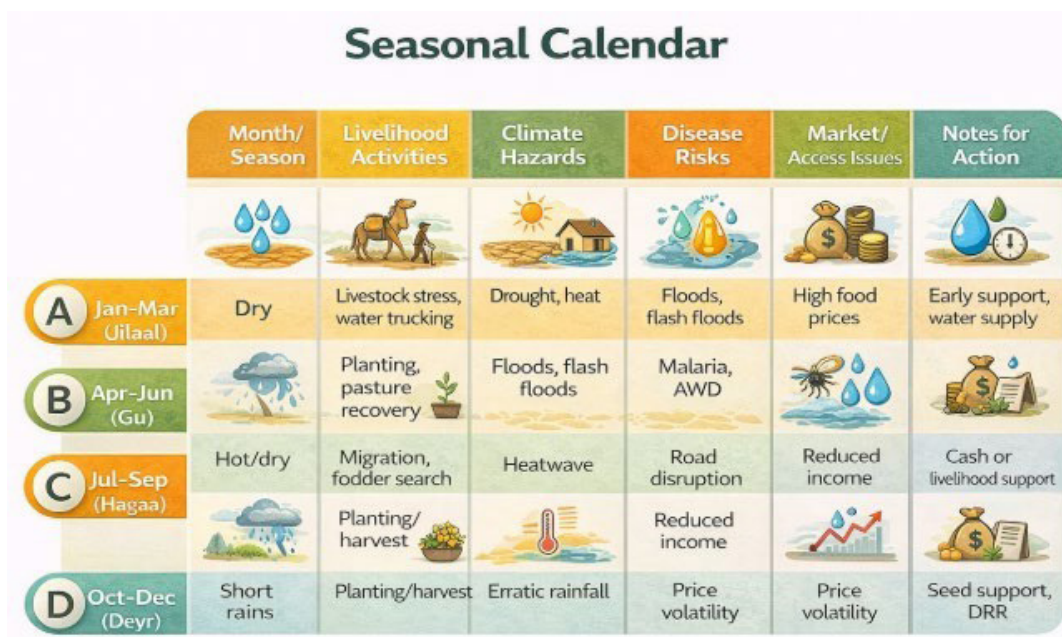 Seasonal Calendar
Month/
Season
Livelihood
Activities
Climate
Hazards
Disease
Risks
Market/
Access Issues
Notes for
Action
$
A
Jan-Mar
(Jilaal)
Dry
Livestock stress,
water trucking
Drought, heat
Floods,
flash floods
High food
prices
Early support,
water supply
B
Apr-Jun
(Gu)
Planting,
pasture
recovery
Floods, flash
floods
Malaria,
AWD
$
C
Jul-Sep
(Hagaa)
Hot/dry
Migration,
fodder search
Heatwave
Road
disruption
Reduced
income
Cash or
livelihood support
Planting/
harvest
Reduced
income
$
D
Oct-Dec
(Deyr)
Short
rains
Planting/harvest
Erratic rainfall
Price
volatility
Price
volatility
Seed support,
DRR